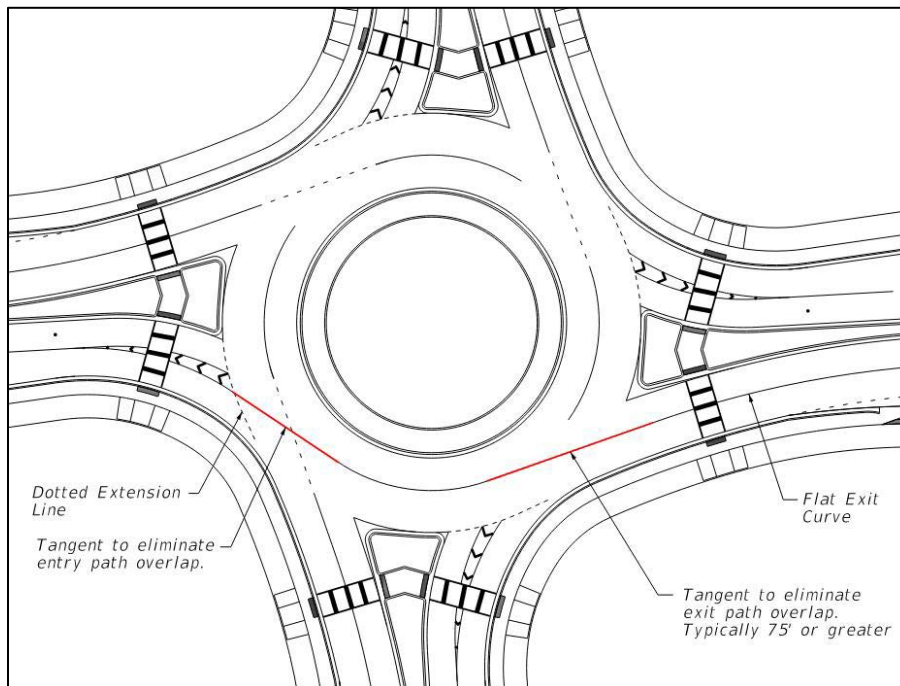 Dotted Extension
Line
Tangent to eliminate
entry path overlap.
Flat Exit
Curve
Tangent to eliminate
exit path overlap.
Typically 75' or greater